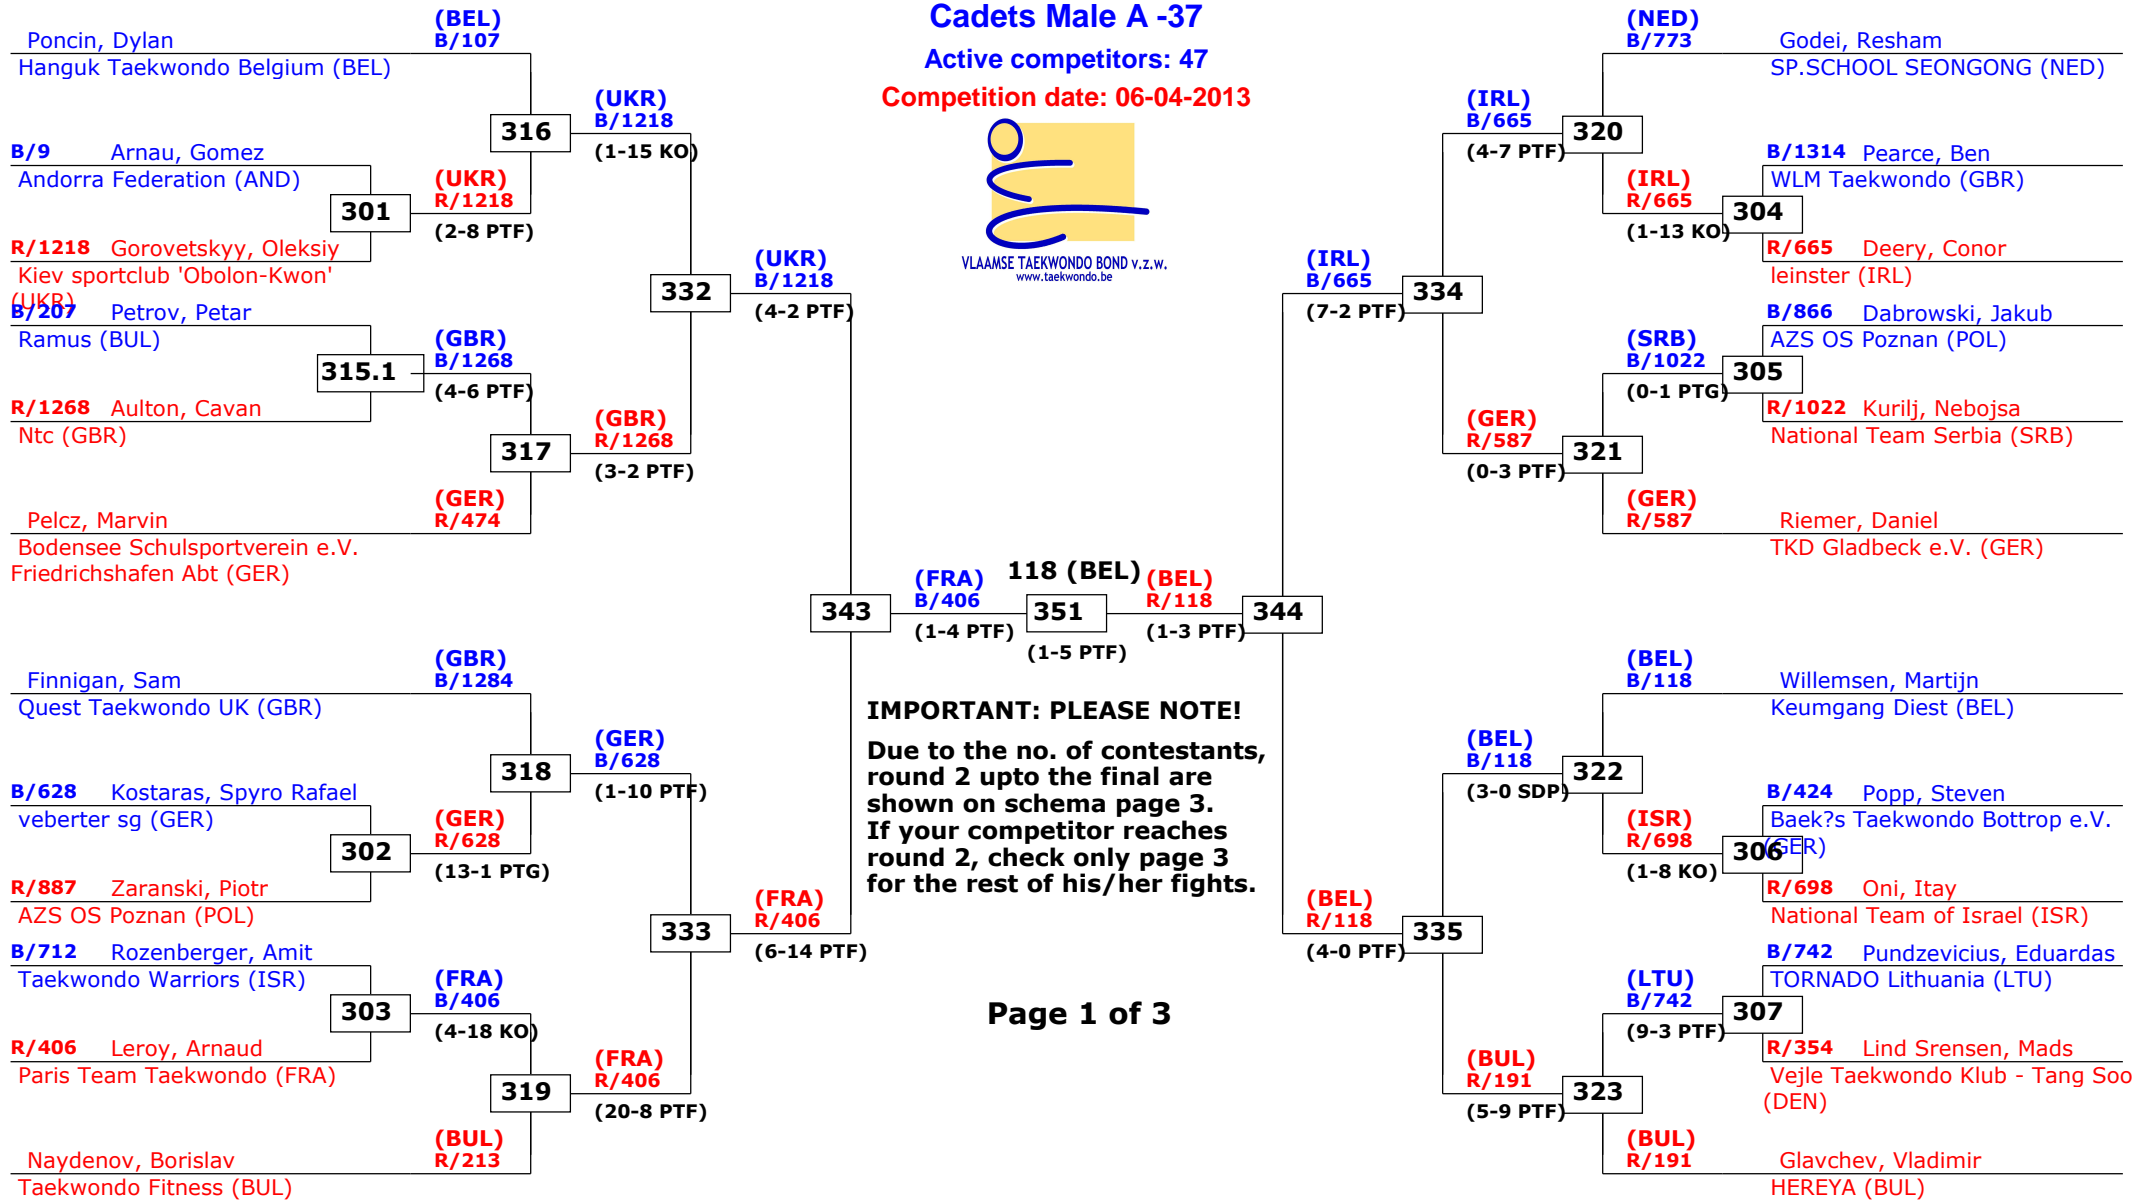 Cadets Male A -37
Active competitors: 47
Competition date: 06-04-2013
VLAAMSE TAEKWONDO BOND v.z.w.
www.taekwondo.be
(BEL)
B/107
Poncin, Dylan
Hanguk Taekwondo Belgium (BEL)
316
(UKR)
B/1218
(1-15 KO)
B/9 Arnau, Gomez
Andorra Federation (AND)
301
(UKR)
R/1218
(2-8 PTF)
R/1218 Gorovetskyy, Oleksiy
Kiev sportclub 'Obolon-Kwon'
(UKR)
332
(UKR)
B/1218
(4-2 PTF)
B/207 Petrov, Petar
Ramus (BUL)
315.1
(GBR)
B/1268
(4-6 PTF)
R/1268 Aulton, Cavan
Ntc (GBR)
317
(GBR)
R/1268
(3-2 PTF)
(GER)
R/474
Pelcz, Marvin
Bodensee Schulsportverein e.V.
Friedrichshafen Abt (GER)
343
(FRA)
B/406
(1-4 PTF)
118 (BEL)
351
(1-5 PTF)
(BEL)
R/118
(1-3 PTF)
344
(GBR)
B/1284
Finnigan, Sam
Quest Taekwondo UK (GBR)
318
(GER)
B/628
(1-10 PTF)
B/628 Kostaras, Spyro Rafael
veberter sg (GER)
302
(GER)
R/628
(13-1 PTG)
R/887 Zaranski, Piotr
AZS OS Poznan (POL)
333
(FRA)
R/406
(6-14 PTF)
B/712 Rozenberger, Amit
Taekwondo Warriors (ISR)
303
(FRA)
B/406
(4-18 KO)
R/406 Leroy, Arnaud
Paris Team Taekwondo (FRA)
319
(FRA)
R/406
(20-8 PTF)
(BUL)
R/213
Naydenov, Borislav
Taekwondo Fitness (BUL)
IMPORTANT: PLEASE NOTE!
Due to the no. of contestants,
round 2 upto the final are
shown on schema page 3.
If your competitor reaches
round 2, check only page 3
for the rest of his/her fights.
Page 1 of 3
(NED)
B/773
Godei, Resham
SP.SCHOOL SEONGONG (NED)
(IRL)
B/665
(4-7 PTF)
320
B/1314 Pearce, Ben
WLM Taekwondo (GBR)
(IRL)
R/665
(1-13 KO)
304
R/665 Deery, Conor
leinster (IRL)
(IRL)
B/665
(7-2 PTF)
334
B/866 Dabrowski, Jakub
AZS OS Poznan (POL)
(SRB)
B/1022
(0-1 PTG)
305
R/1022 Kurilj, Nebojsa
National Team Serbia (SRB)
(GER)
R/587
(0-3 PTF)
321
(GER)
R/587
Riemer, Daniel
TKD Gladbeck e.V. (GER)
(BEL)
B/118
Willemsen, Martijn
Keumgang Diest (BEL)
(BEL)
B/118
(3-0 SDP)
322
B/424 Popp, Steven
Baek?s Taekwondo Bottrop e.V.
(GER)
(ISR)
R/698
(1-8 KO)
306
R/698 Oni, Itay
National Team of Israel (ISR)
(BEL)
R/118
(4-0 PTF)
335
B/742 Pundzevicius, Eduardas
TORNADO Lithuania (LTU)
(LTU)
B/742
(9-3 PTF)
307
R/354 Lind Srensen, Mads
Vejle Taekwondo Klub - Tang Soo
(DEN)
(BUL)
R/191
(5-9 PTF)
323
(BUL)
R/191
Glavchev, Vladimir
HEREYA (BUL)